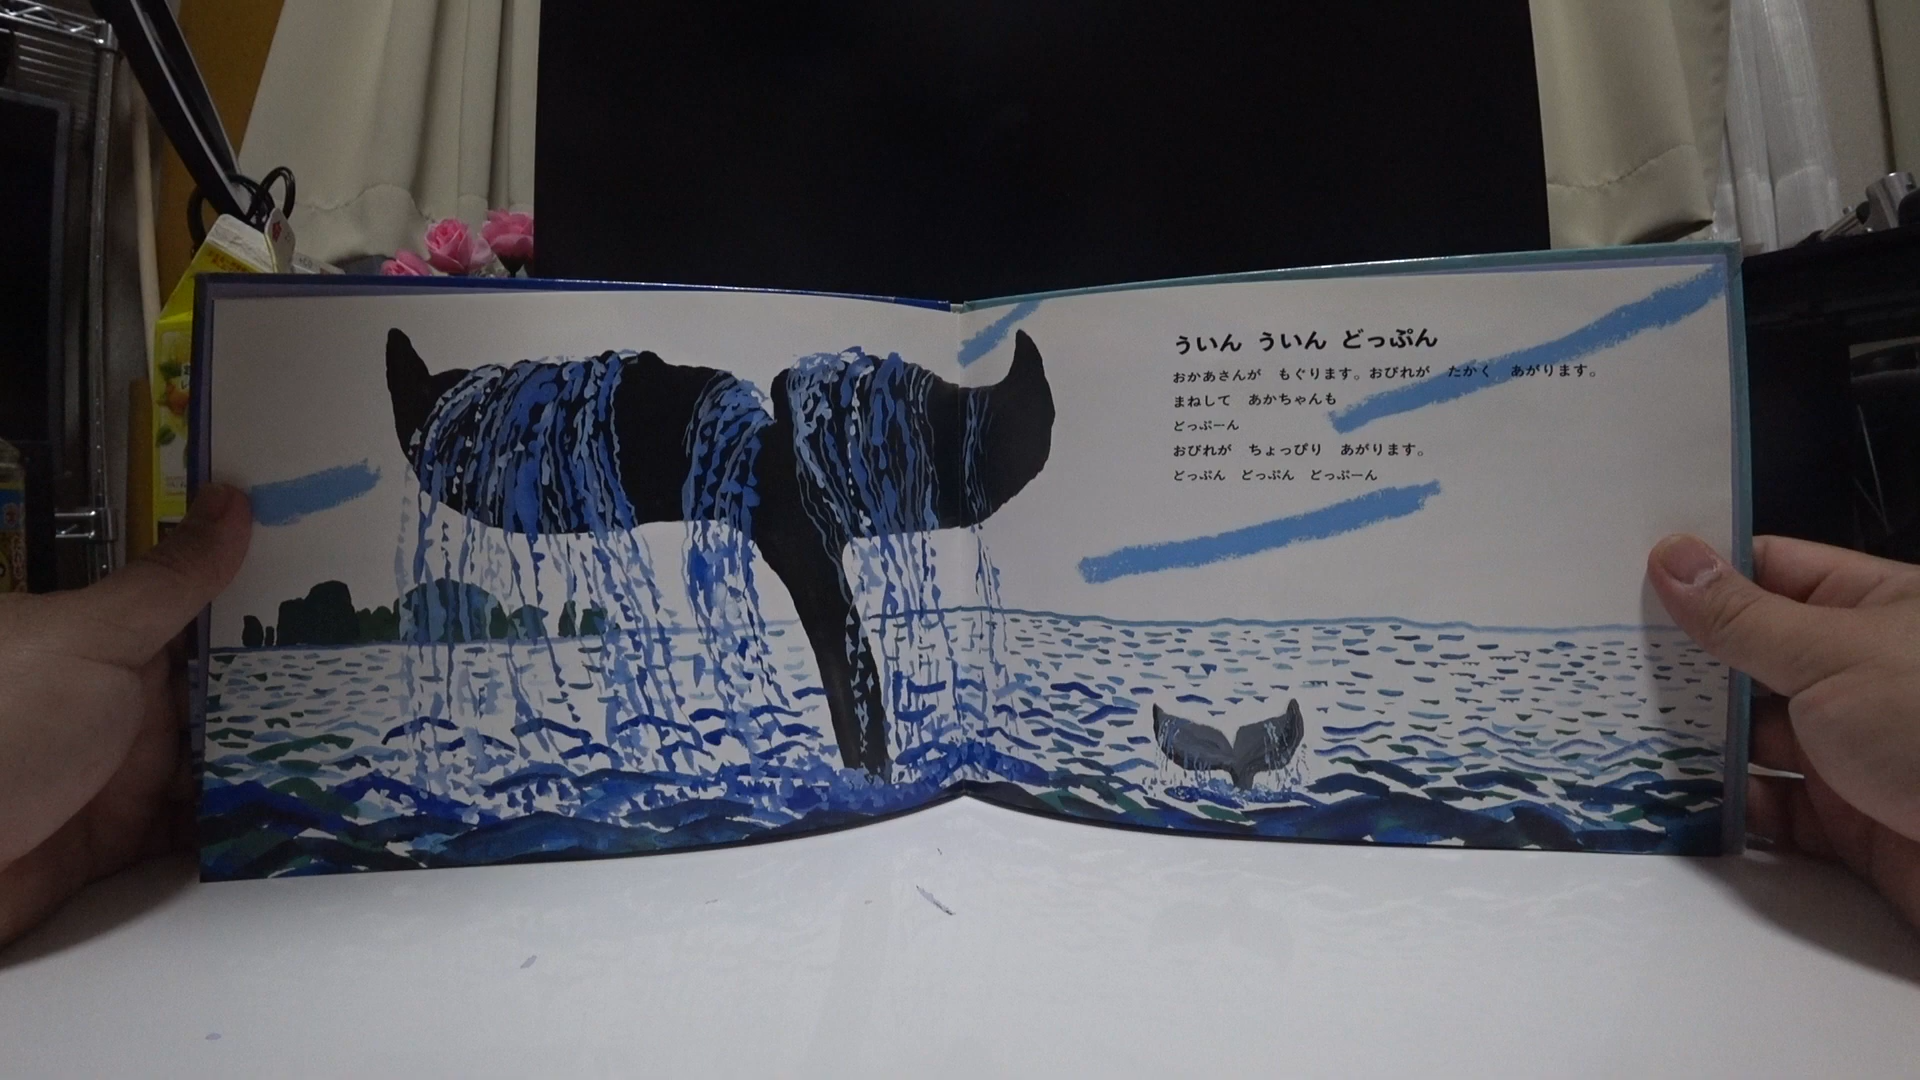 ういん ういん どっぷん
おかあさんが もぐります。おびれが たかく あがります。
まねして あかちゃんも
どっぷーん
おびれが ちょっぴり あがります。
どっぷん どっぷん どっぷーん